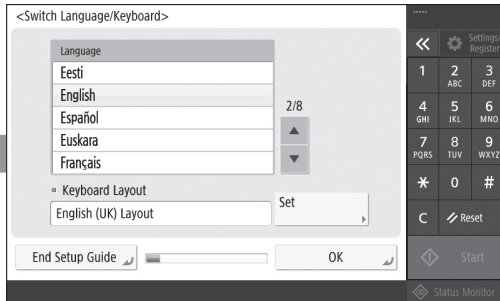 <Switch Language/Keyboard>
Language
Eesti
English
Español
Euskara
Français
2/8
Keyboard Layout
English (UK) Layout
Set
End Setup Guide
OK
-----
Settings/
Register
1
2
ABC
3
DEF
4
GHI
5
JKL
6
MNO
7
PQRS
8
TUV
9
WXYZ
*
0
#
C
Reset
Start
Status Monitor